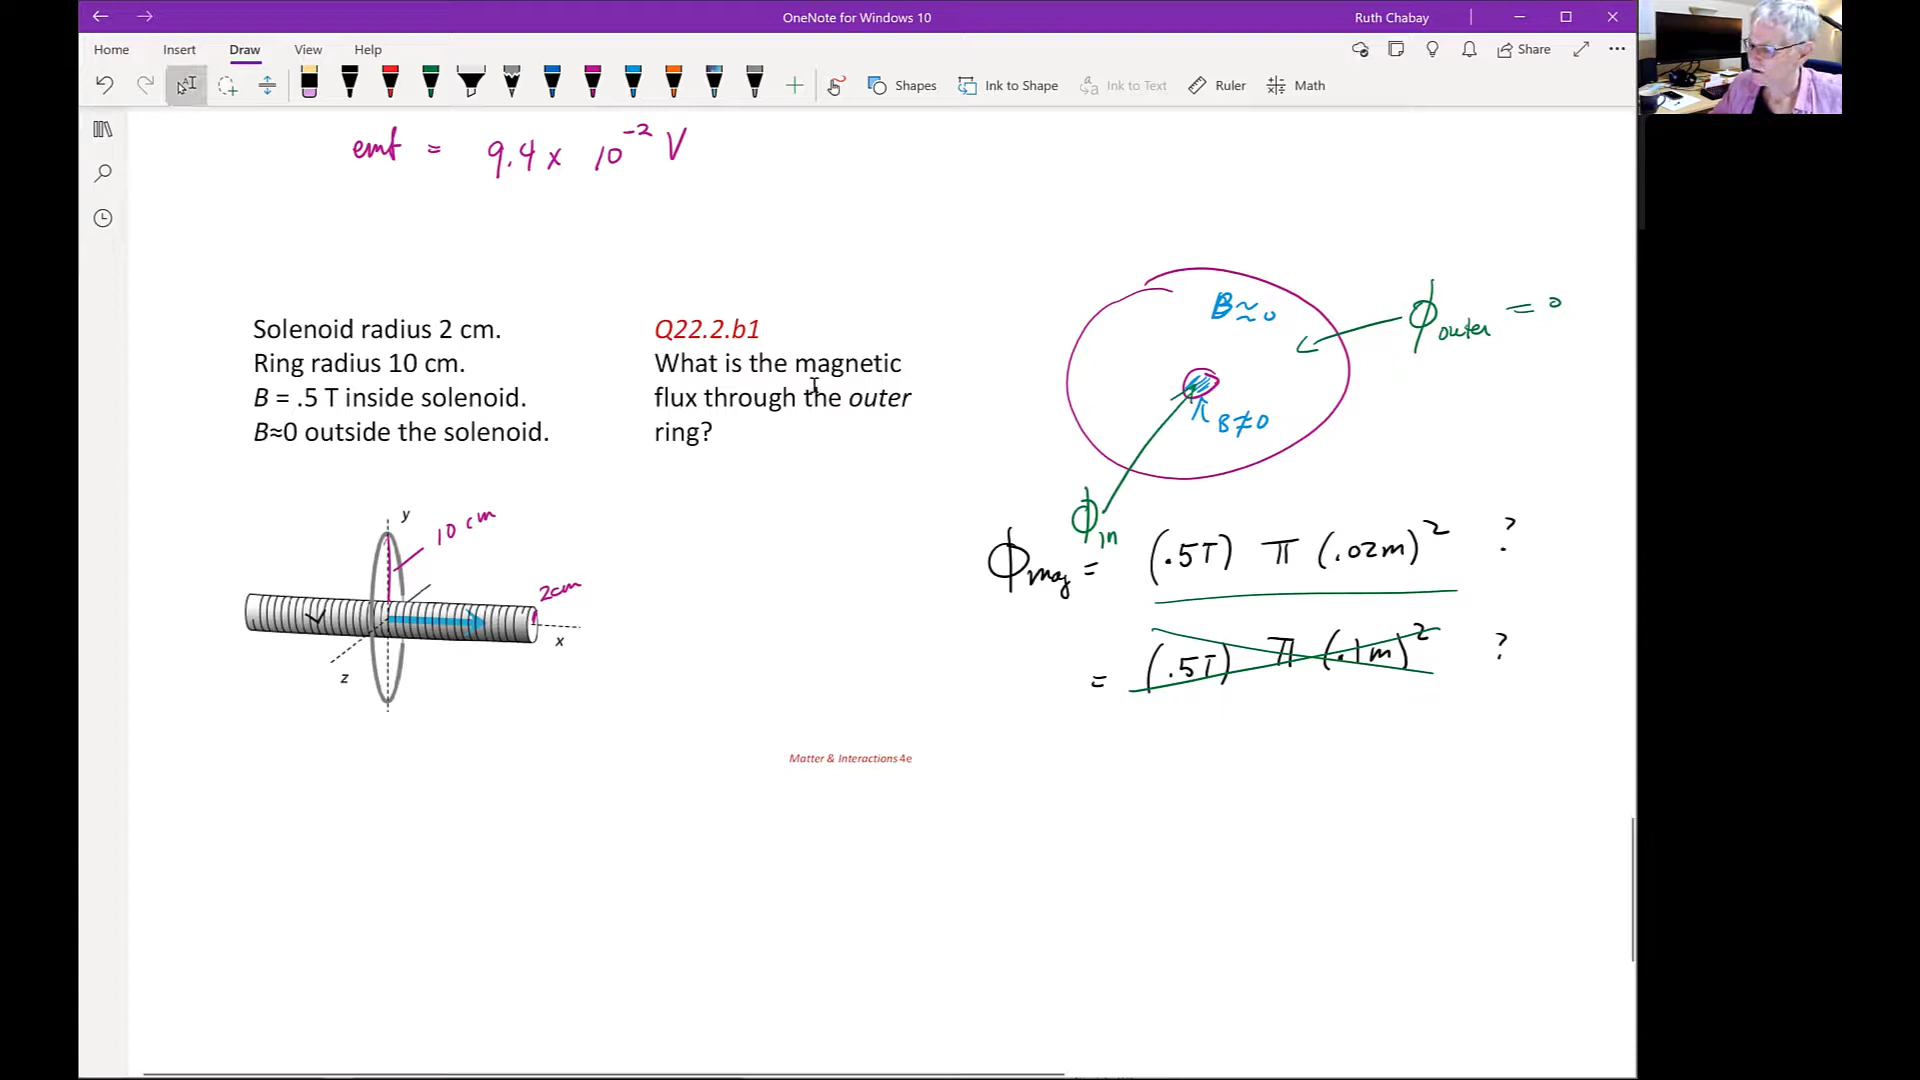 OneNote for Windows 10
Ruth Chabay
Home Insert Draw View Help
Share
Shapes Ink to Shape Ink to Text Ruler Math
emf = 9.4 x 10⁻² V
Solenoid radius 2 cm.
Ring radius 10 cm.
B = .5 T inside solenoid.
B≈0 outside the solenoid.
Q22.2.b1
What is the magnetic
flux through the outer
ring?
B≈0
ϕouter = 0
B≠0
ϕin
ϕmag = (.5T) π (.02m)² ?
= (.5T) π (.1m)² ?
y
10 cm
2cm
x
z
Matter & Interactions 4e